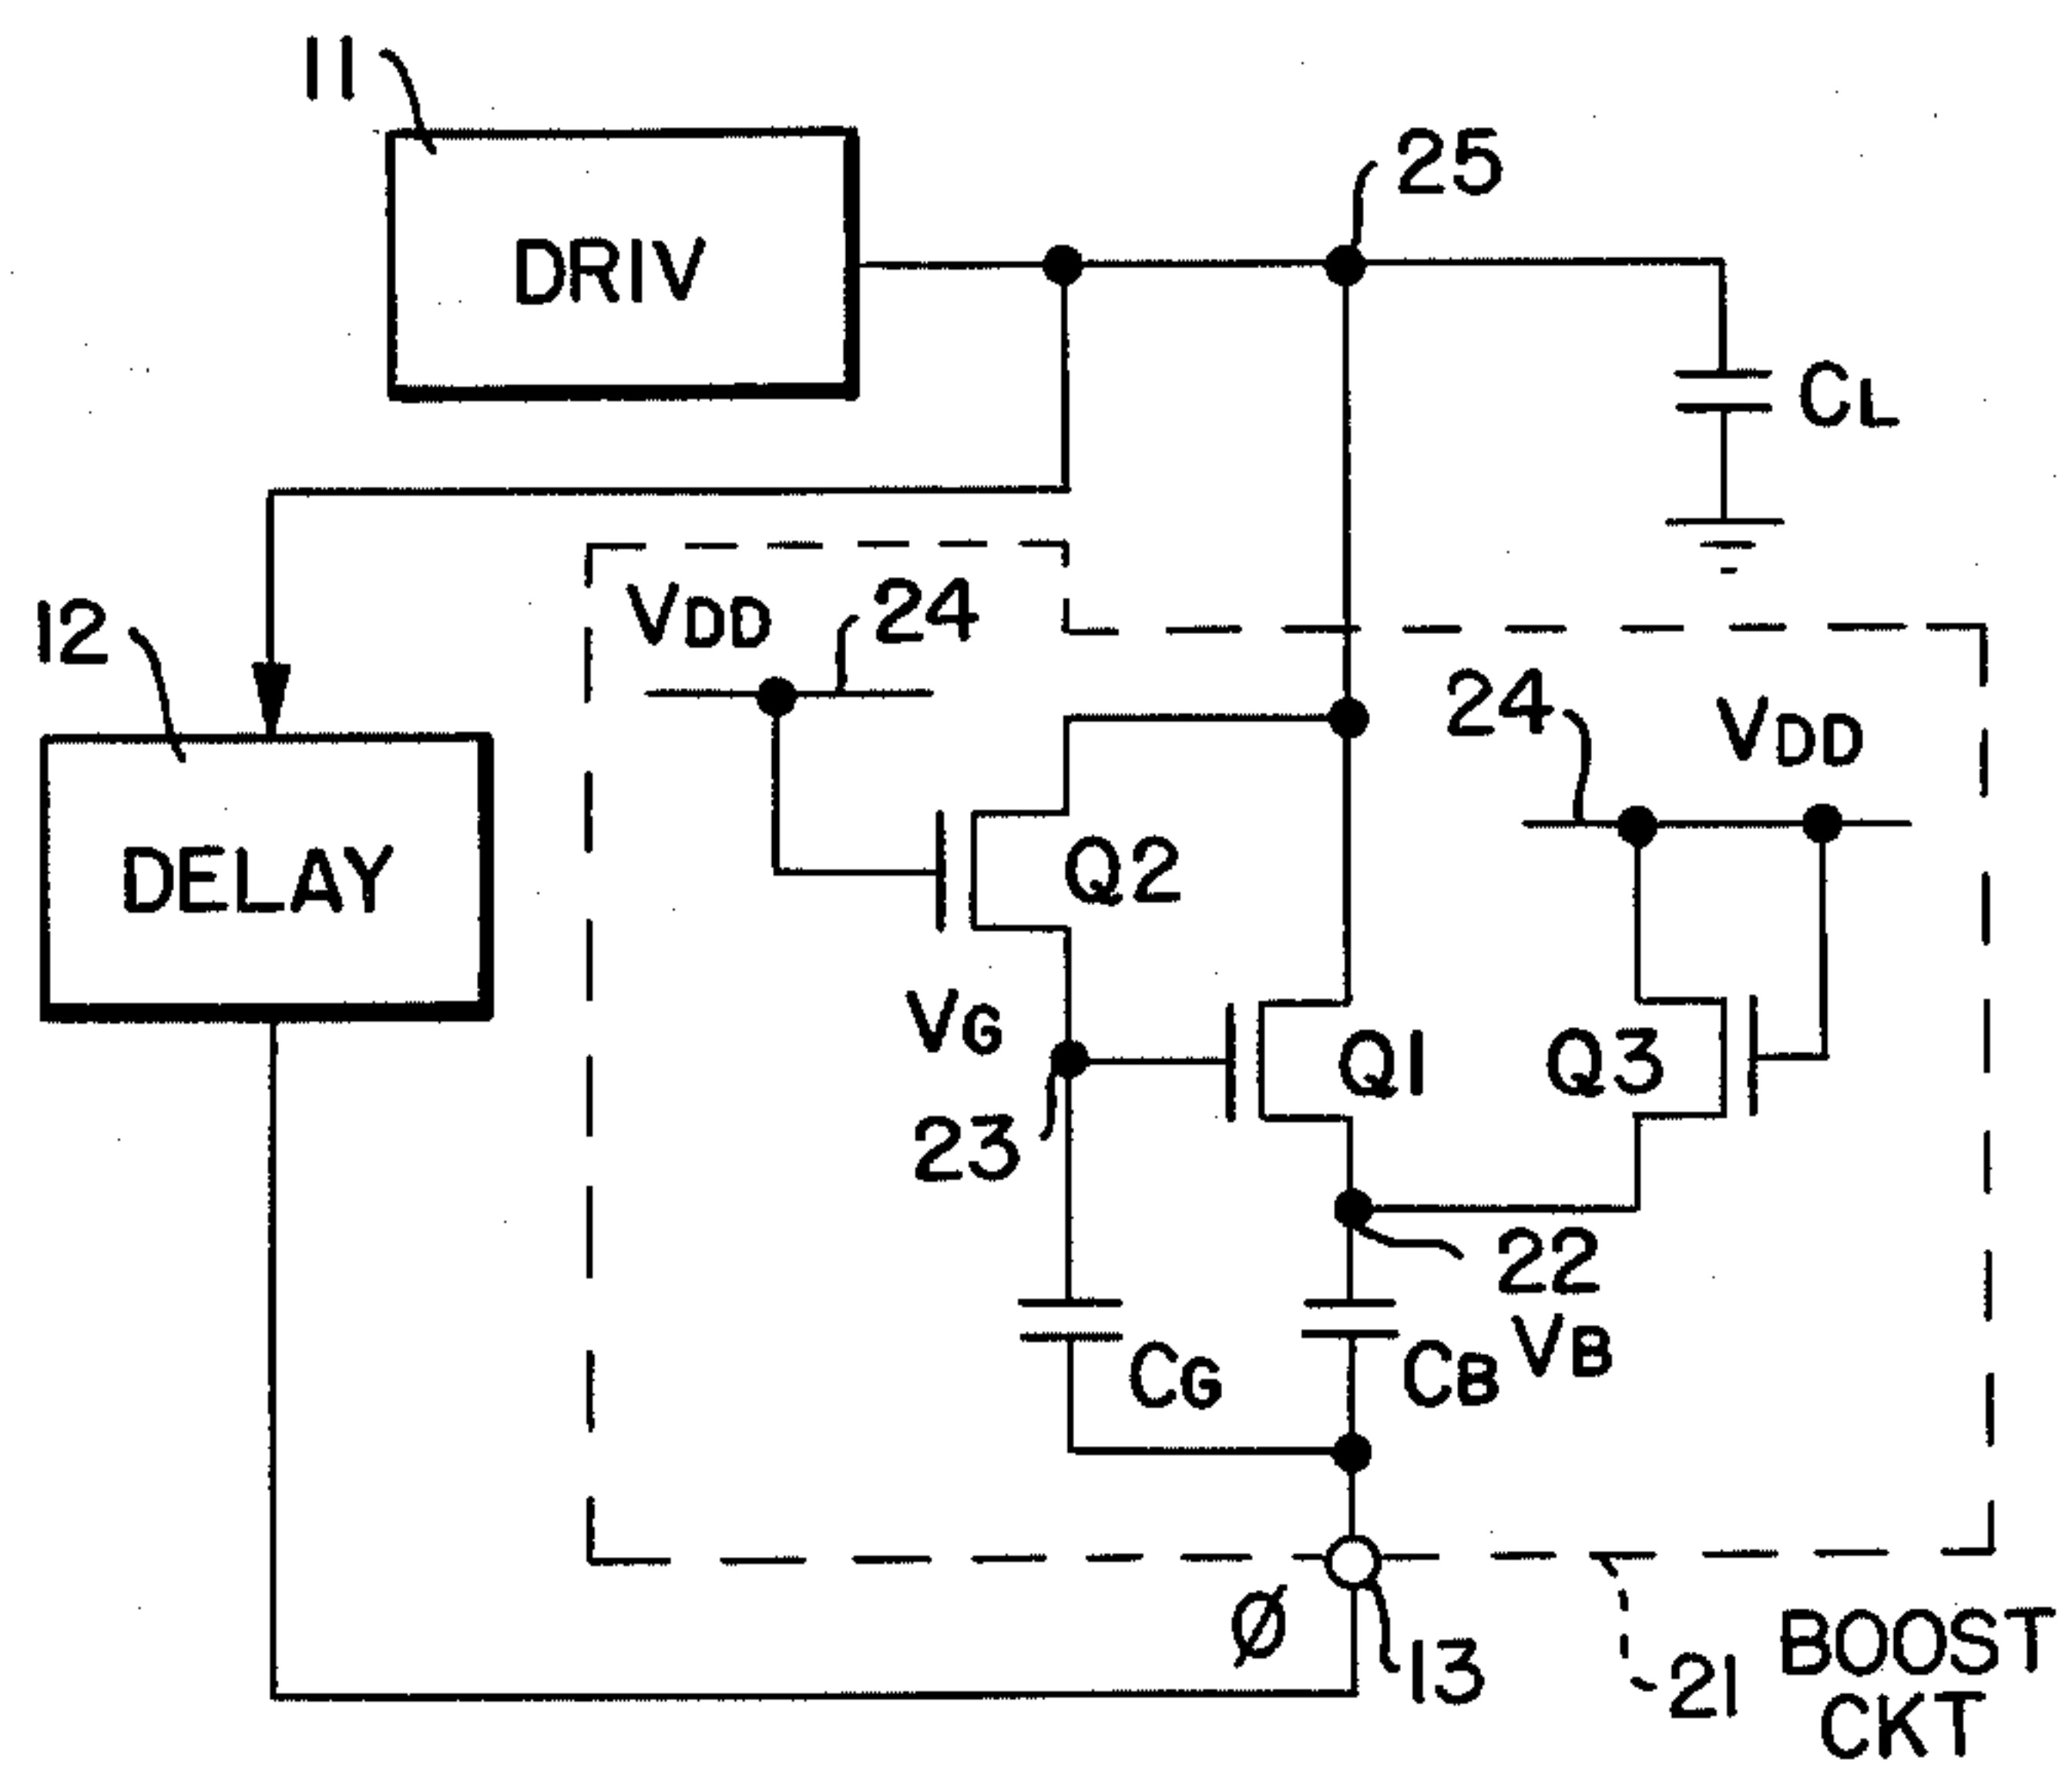 11
DRIV
25
CL
12
VDD 24
24 VDD
DELAY
Q2
VG
Q1 Q3
23
22
VB
CG CB
Ø
13
21
BOOST
CKT